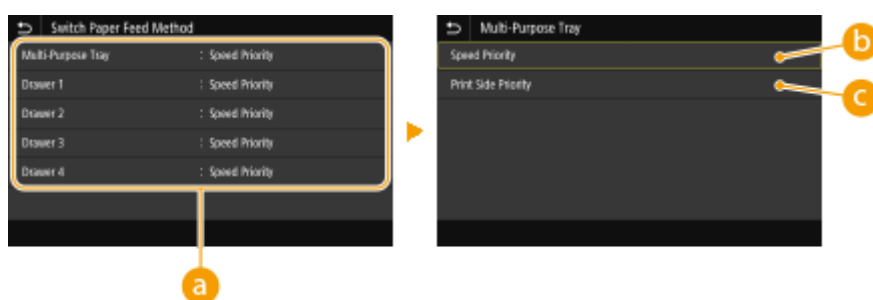 Switch Paper Feed Method
Multi-Purpose Tray : Speed Priority
Drawer 1 : Speed Priority
Drawer 2 : Speed Priority
Drawer 3 : Speed Priority
Drawer 4 : Speed Priority
a
Multi-Purpose Tray
Speed Priority
b
Print Side Priority
c